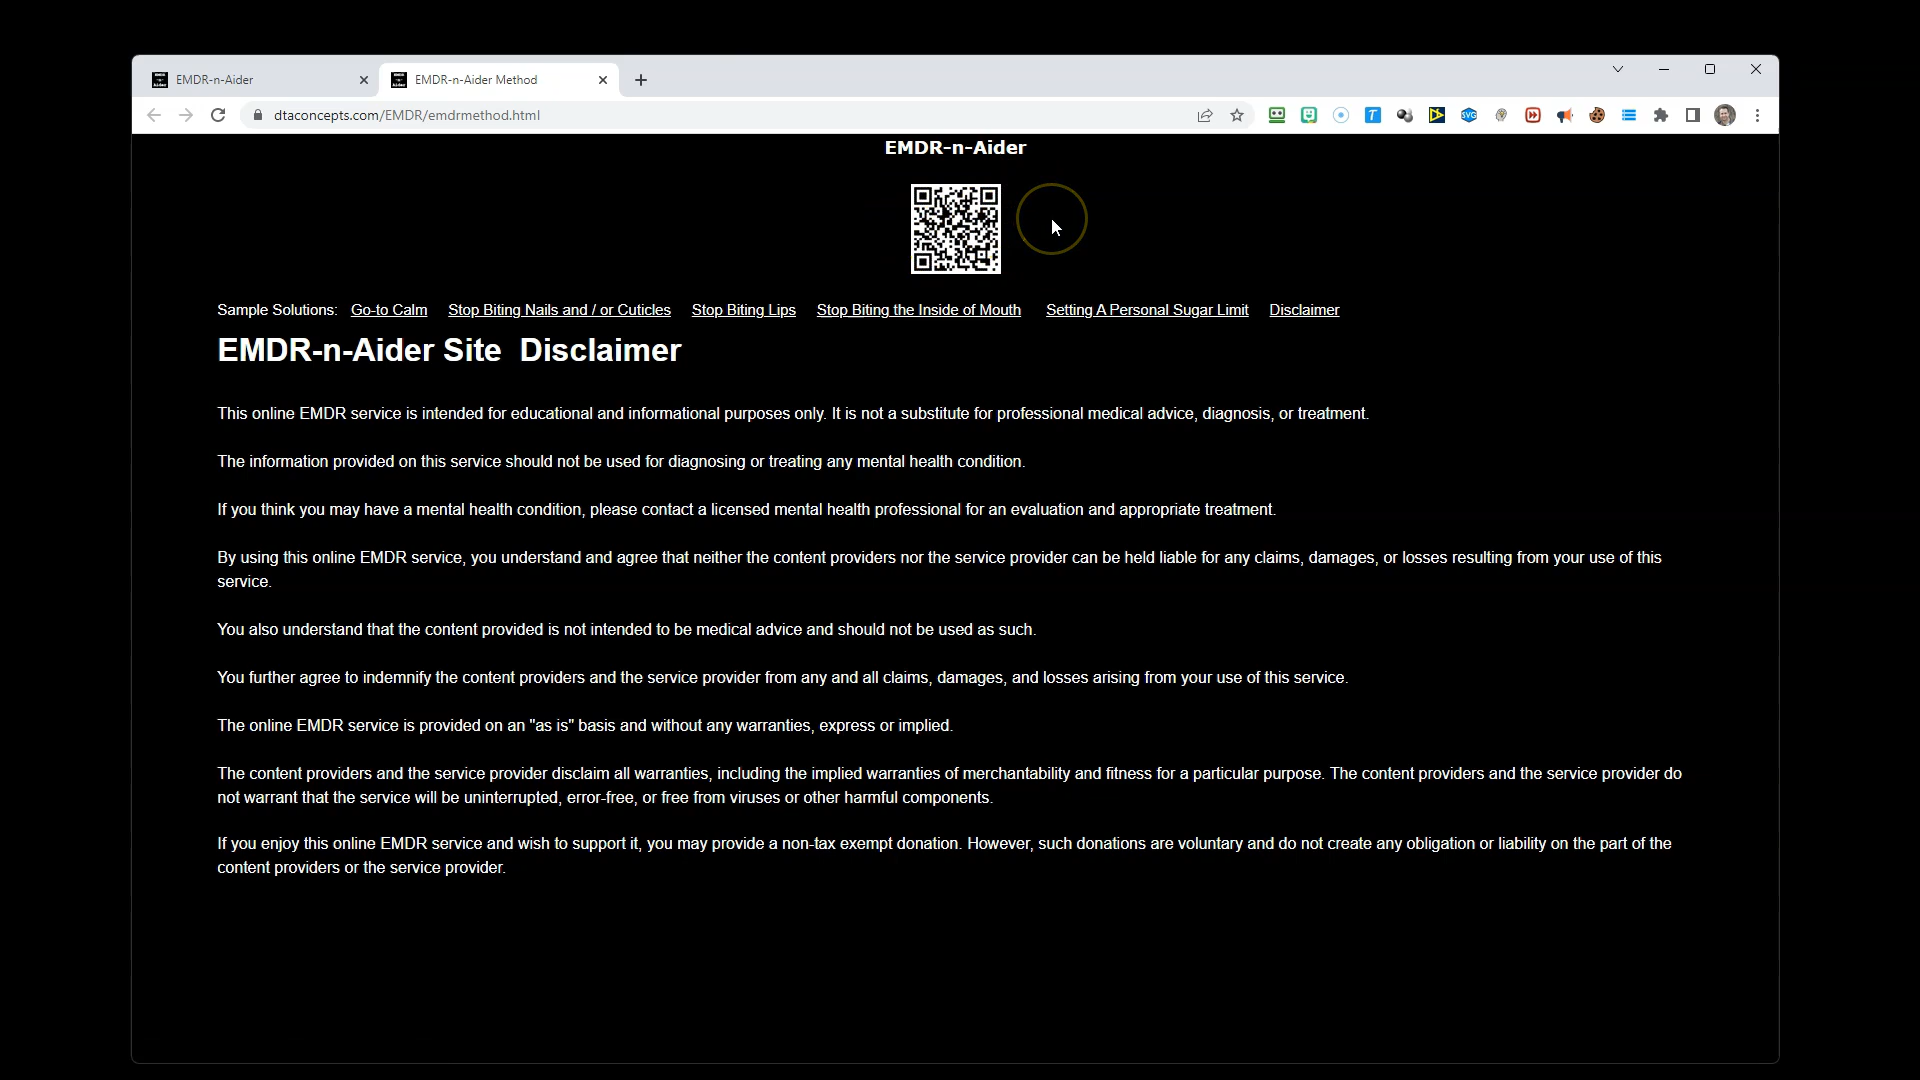 EMDR-n-Aider
EMDR-n-Aider Method
dtaconcepts.com/EMDR/emdrmethod.html
EMDR-n-Aider
Sample Solutions: Go-to Calm Stop Biting Nails and / or Cuticles Stop Biting Lips Stop Biting the Inside of Mouth Setting A Personal Sugar Limit Disclaimer
EMDR-n-Aider Site Disclaimer
This online EMDR service is intended for educational and informational purposes only. It is not a substitute for professional medical advice, diagnosis, or treatment.
The information provided on this service should not be used for diagnosing or treating any mental health condition.
If you think you may have a mental health condition, please contact a licensed mental health professional for an evaluation and appropriate treatment.
By using this online EMDR service, you understand and agree that neither the content providers nor the service provider can be held liable for any claims, damages, or losses resulting from your use of this
service.
You also understand that the content provided is not intended to be medical advice and should not be used as such.
You further agree to indemnify the content providers and the service provider from any and all claims, damages, and losses arising from your use of this service.
The online EMDR service is provided on an "as is" basis and without any warranties, express or implied.
The content providers and the service provider disclaim all warranties, including the implied warranties of merchantability and fitness for a particular purpose. The content providers and the service provider do
not warrant that the service will be uninterrupted, error-free, or free from viruses or other harmful components.
If you enjoy this online EMDR service and wish to support it, you may provide a non-tax exempt donation. However, such donations are voluntary and do not create any obligation or liability on the part of the
content providers or the service provider.